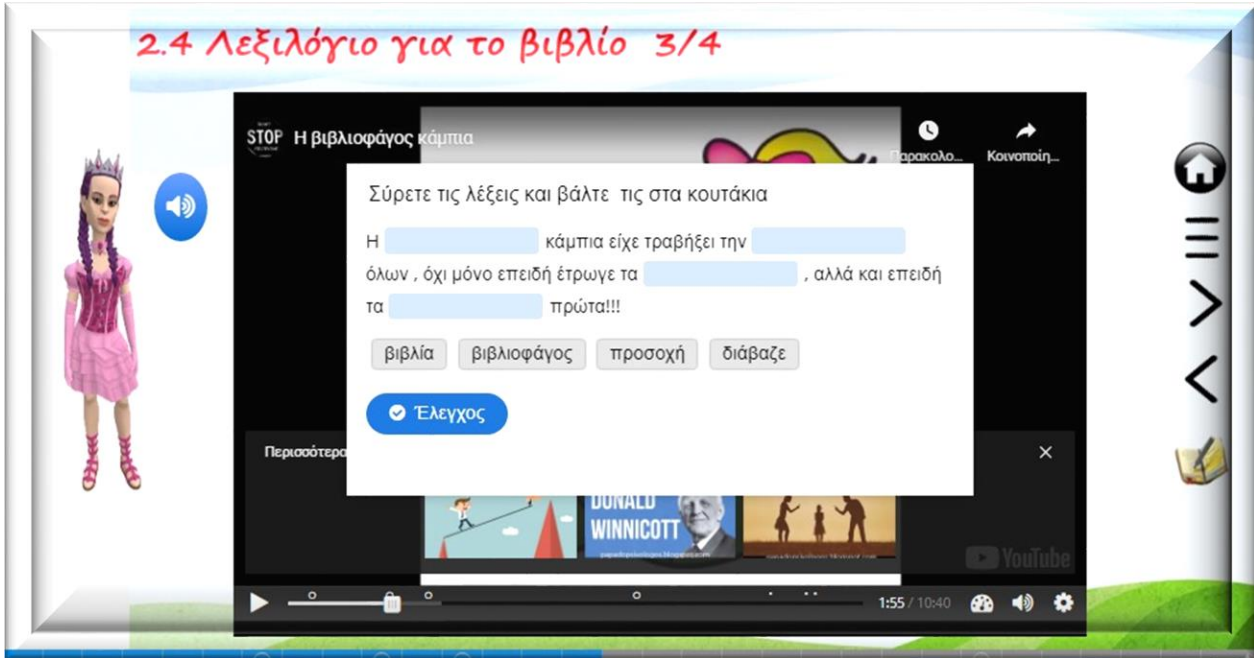 2.4 Λεξιλόγιο για το βιβλίο 3/4
STOP Η βιβλιοφάγος κάμπια
Παρακολο... Κοινοποίη...
Σύρετε τις λέξεις και βάλτε τις στα κουτάκια
Η κάμπια είχε τραβήξει την
όλων , όχι μόνο επειδή έτρωγε τα , αλλά και επειδή
τα πρώτα!!!
βιβλία βιβλιοφάγος προσοχή διάβαζε
Έλεγχος
Περισσότερα
DONALD
WINNICOTT
YouTube
1:55 / 10:40